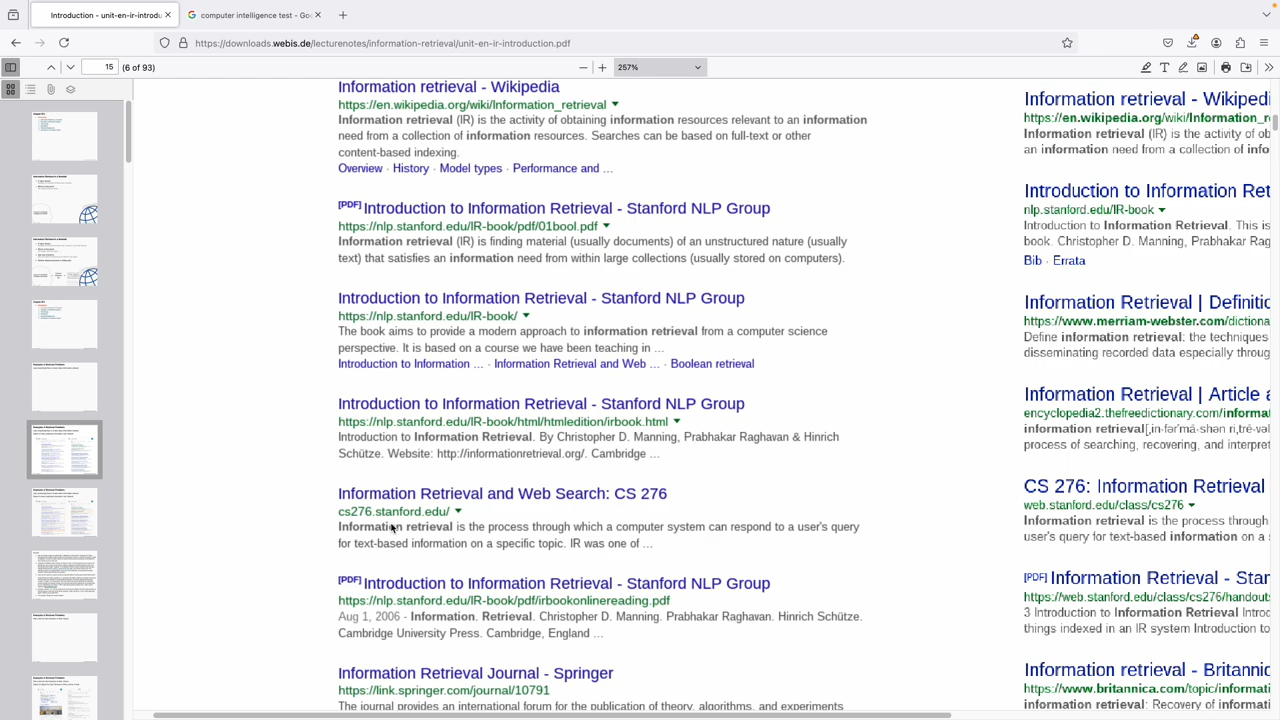 Introduction - unit-en-ir-introdu
computer intelligence test - Go
https://downloads.webis.de/lecturenotes/information-retrieval/unit-en-ir-introduction.pdf
15 (6 of 93)
257%
Information retrieval - Wikipedia
https://en.wikipedia.org/wiki/Information_retrieval
Information retrieval (IR) is the activity of obtaining information resources relevant to an information
need from a collection of information resources. Searches can be based on full-text or other
content-based indexing.
Overview · History · Model types · Performance and ...
[PDF] Introduction to Information Retrieval - Stanford NLP Group
https://nlp.stanford.edu/IR-book/pdf/01bool.pdf
Information retrieval (IR) is finding material (usually documents) of an unstructured nature (usually
text) that satisfies an information need from within large collections (usually stored on computers).
Introduction to Information Retrieval - Stanford NLP Group
https://nlp.stanford.edu/IR-book/
The book aims to provide a modern approach to information retrieval from a computer science
perspective. It is based on a course we have been teaching in ...
Introduction to Information ... · Information Retrieval and Web ... · Boolean retrieval
Introduction to Information Retrieval - Stanford NLP Group
https://nlp.stanford.edu/IR-book/html/htmledition/irbook.html
Introduction to Information Retrieval. By Christopher D. Manning, Prabhakar Raghavan & Hinrich
Schütze. Website: http://informationretrieval.org/. Cambridge ...
Information Retrieval and Web Search: CS 276
cs276.stanford.edu/
Information retrieval is the process through which a computer system can respond to a user's query
for text-based information on a specific topic. IR was one of ...
[PDF] Introduction to Information Retrieval - Stanford NLP Group
https://nlp.stanford.edu/IR-book/pdf/irbookonlinereading.pdf
Aug 1, 2006 - Information. Retrieval. Christopher D. Manning. Prabhakar Raghavan. Hinrich Schütze.
Cambridge University Press. Cambridge, England ...
Information Retrieval Journal - Springer
https://link.springer.com/journal/10791
The journal provides an international forum for the publication of theory, algorithms and experiments
Information retrieval - Wikipedi
https://en.wikipedia.org/wiki/Information_r
Information retrieval (IR) is the activity of ob
an information need from a collection of info
Introduction to Information Ret
nlp.stanford.edu/IR-book
Introduction to Information Retrieval. This is
book. Christopher D. Manning, Prabhakar Rag
Bib · Errata
Information Retrieval | Definitio
https://www.merriam-webster.com/dictiona
Define information retrieval: the techniques
disseminating recorded data especially throug
Information Retrieval | Article a
encyclopedia2.thefreedictionary.com/informat
process of searching, recovering, and interpret
CS 276: Information Retrieval
web.stanford.edu/class/cs276
Information retrieval is the process through
user's query for text-based information on a s
[PDF] Information Retrieval - Star
https://web.stanford.edu/class/cs276/handouts
3 Introduction to Information Retrieval Introc
things indexed in an IR system Introduction to
Information retrieval - Britannic
https://www.britannica.com/topic/informat
Information retrieval: Recovery of informat